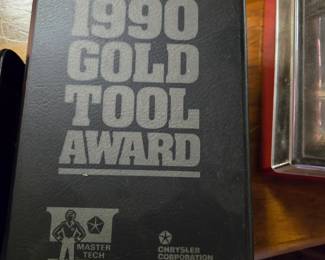 1990
GOLD
TOOL
AWARD
MASTER
TECH
CHRYSLER
CORPORATION